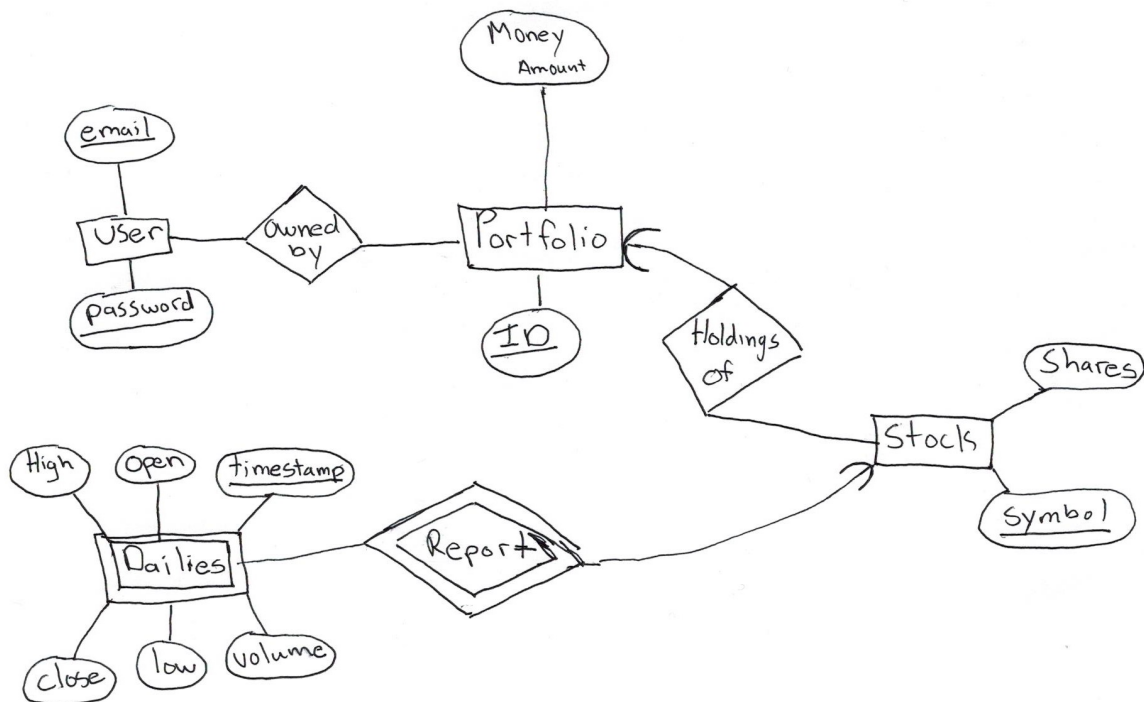 Money
Amount
email
User
Owned
by
Portfolio
password
ID
Holdings
of
Shares
Stock
Symbol
High
open
timestamp
Dailies
Report
close
low
volume